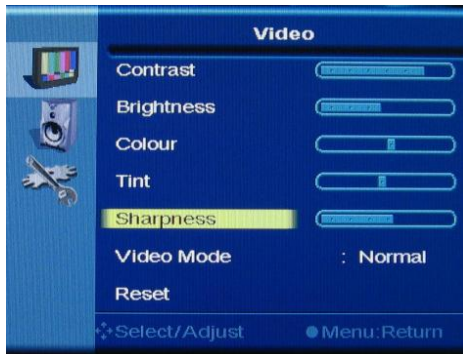 Video
Contrast
Brightness
Colour
Tint
Sharpness
Video Mode : Normal
Reset
Select/Adjust Menu:Return